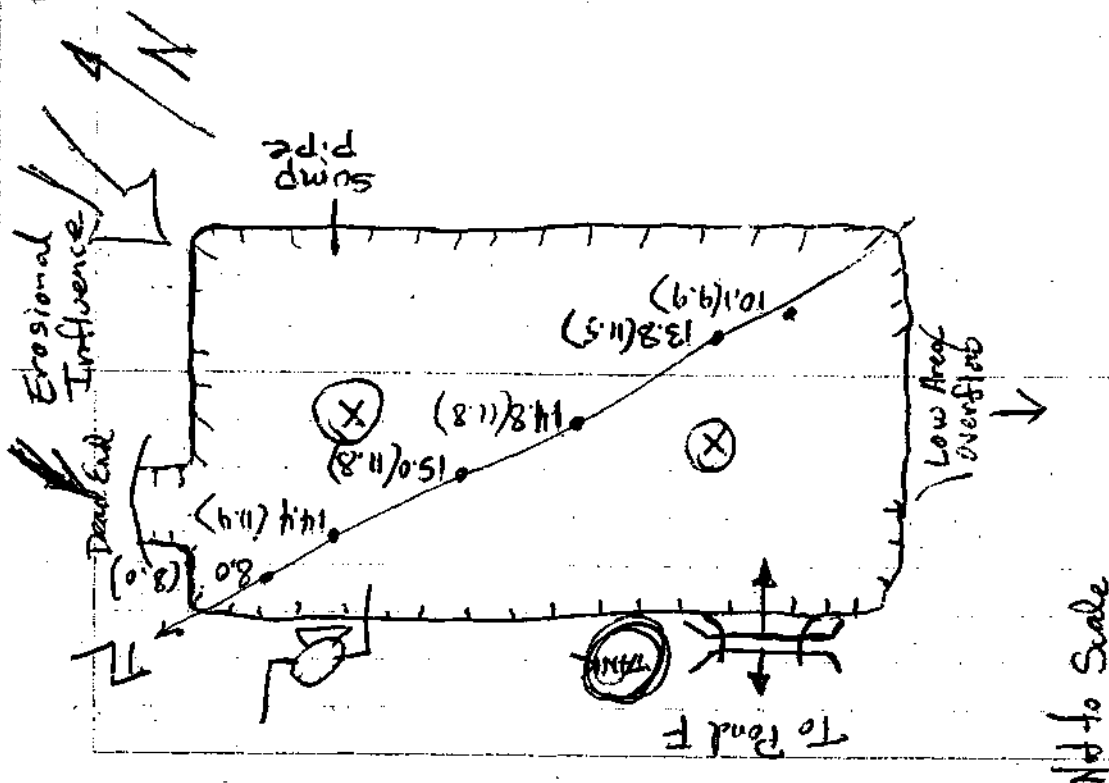 N
Erosional
Influence
Sump
pipe
Dead End
(8.0)
8.0
14.4 (11.4)
15.0 (11.8)
14.8 (11.8)
13.8 (11.5)
10.1 (9.9)
X
X
TANK
To Pond F
Low Area
overflow
Not to Scale